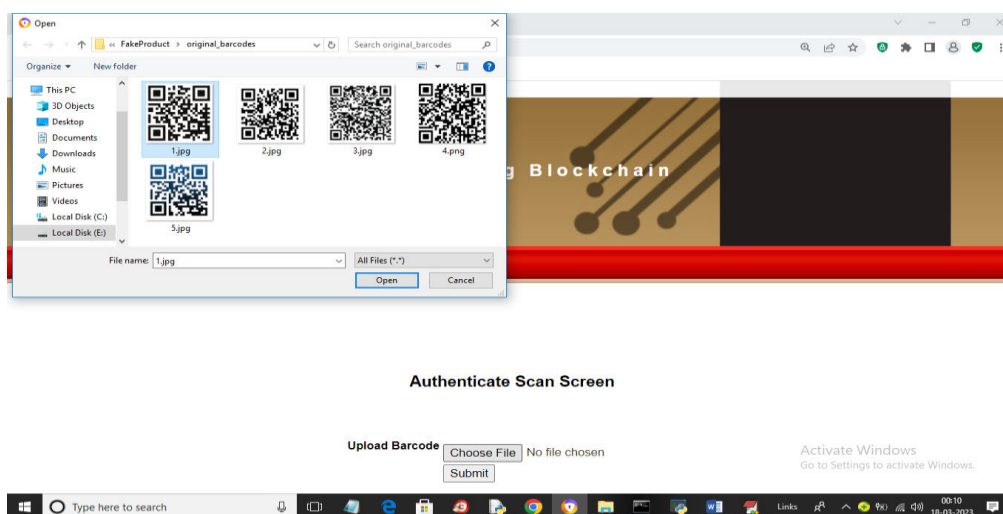 Open
« FakeProduct › original_barcodes
Search original_barcodes
Organize
New folder
This PC
3D Objects
Desktop
Documents
Downloads
Music
Pictures
Videos
Local Disk (C:)
Local Disk (E:)
1.jpg
2.jpg
3.jpg
4.png
5.jpg
File name: 1.jpg
All Files (*.*)
Open
Cancel
g Blockchain
Authenticate Scan Screen
Upload Barcode
Choose File No file chosen
Submit
Activate Windows
Go to Settings to activate Windows.
Type here to search
Links
00:10
18-03-2023